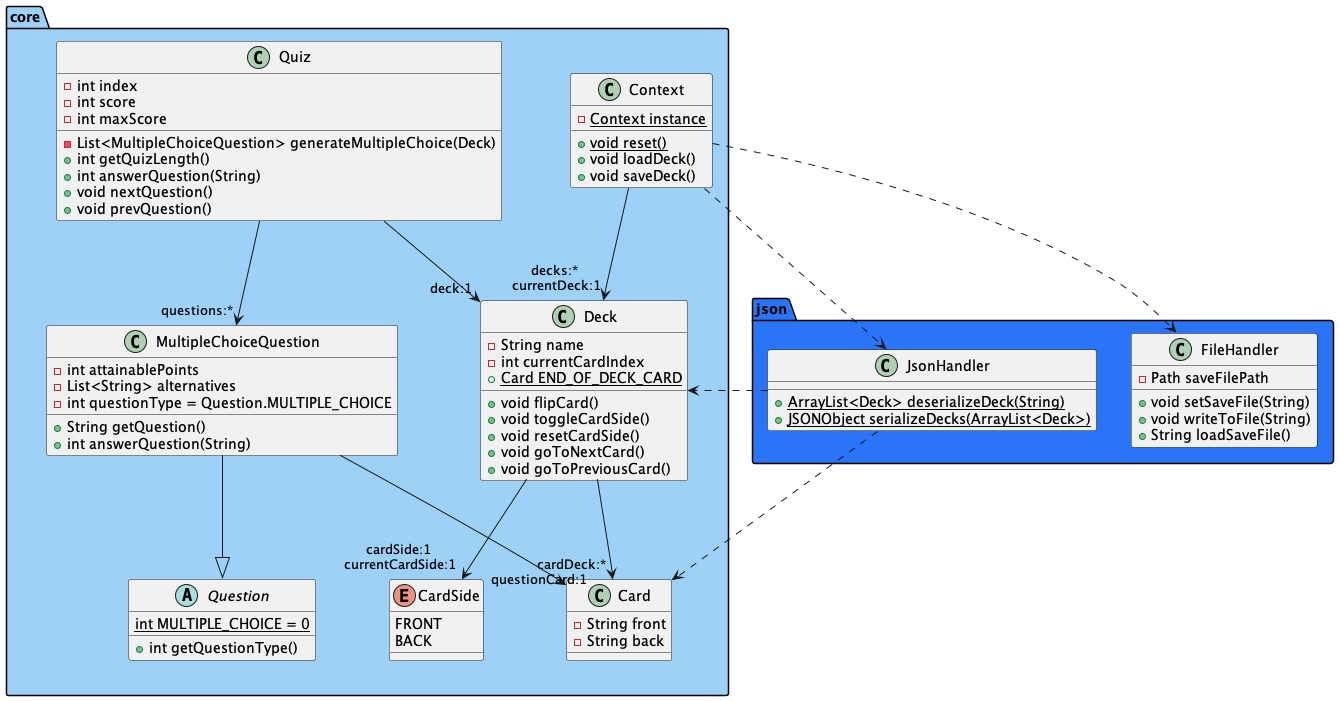 core
C Quiz
int index
int score
int maxScore
List<MultipleChoiceQuestion> generateMultipleChoice(Deck)
int getQuizLength()
int answerQuestion(String)
void nextQuestion()
void prevQuestion()
C Context
Context instance
void reset()
void loadDeck()
void saveDeck()
questions:*
deck:1
decks:*
currentDeck:1
C MultipleChoiceQuestion
int attainablePoints
List<String> alternatives
int questionType = Question.MULTIPLE_CHOICE
String getQuestion()
int answerQuestion(String)
C Deck
String name
int currentCardIndex
Card END_OF_DECK_CARD
void flipCard()
void toggleCardSide()
void resetCardSide()
void goToNextCard()
void goToPreviousCard()
json
C JsonHandler
ArrayList<Deck> deserializeDeck(String)
JSONObject serializeDecks(ArrayList<Deck>)
C FileHandler
Path saveFilePath
void setSaveFile(String)
void writeToFile(String)
String loadSaveFile()
cardSide:1
currentCardSide:1
cardDeck:*
questionCard:1
A Question
int MULTIPLE_CHOICE = 0
int getQuestionType()
E CardSide
FRONT
BACK
C Card
String front
String back